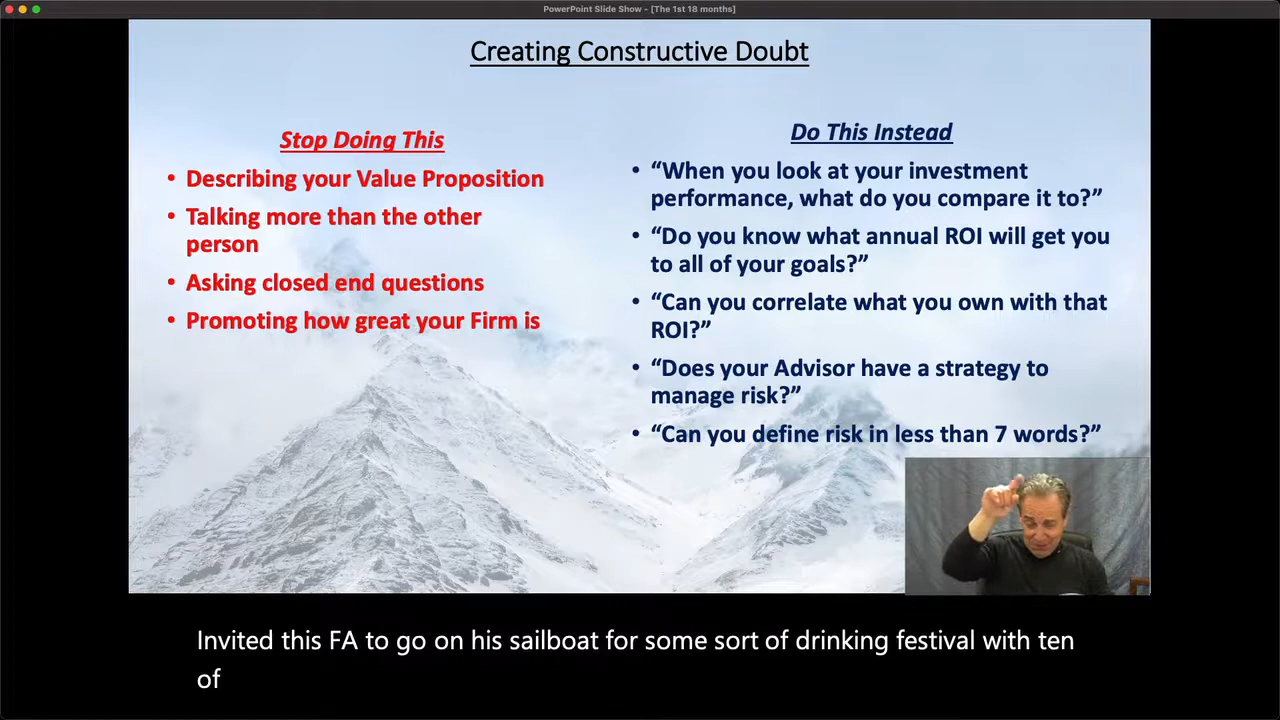 PowerPoint Slide Show - [The 1st 18 months]
Creating Constructive Doubt
Stop Doing This
• Describing your Value Proposition
• Talking more than the other
person
• Asking closed end questions
• Promoting how great your Firm is
Do This Instead
• “When you look at your investment
performance, what do you compare it to?”
• “Do you know what annual ROI will get you
to all of your goals?”
• “Can you correlate what you own with that
ROI?”
• “Does your Advisor have a strategy to
manage risk?”
• “Can you define risk in less than 7 words?”
Invited this FA to go on his sailboat for some sort of drinking festival with ten
of